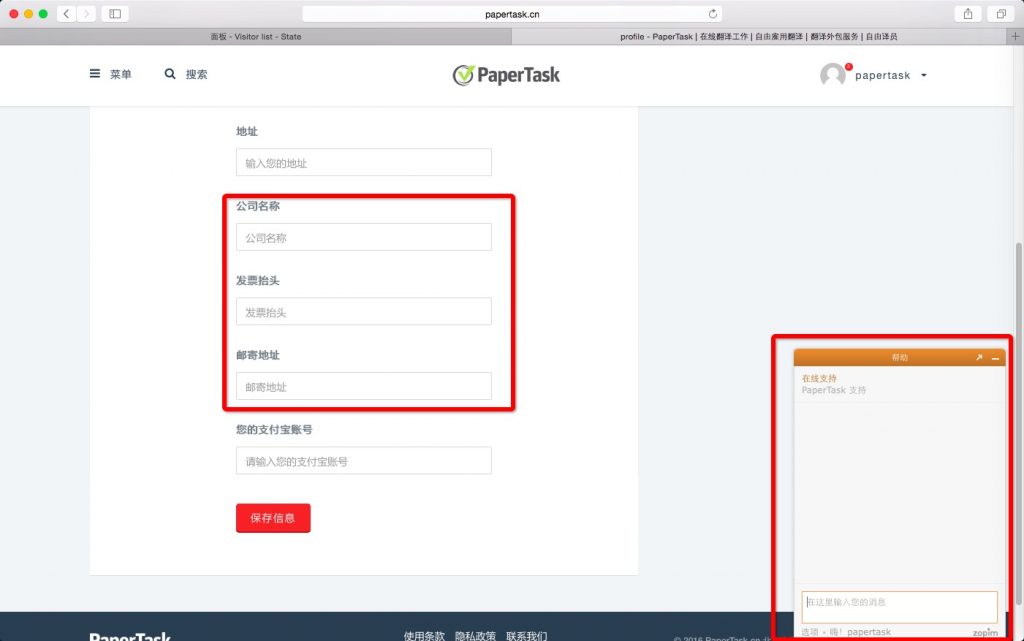 papertask.cn
面板 - Visitor list - State
profile - PaperTask | 在线翻译工作 | 自由雇用翻译 | 翻译外包服务 | 自由译员
菜单
搜索
PaperTask
papertask
地址
输入您的地址
公司名称
公司名称
发票抬头
发票抬头
邮寄地址
邮寄地址
您的支付宝账号
请输入您的支付宝账号
保存信息
帮助
在线支持
PaperTask 支持
在这里输入您的消息
选项 • 嗨! papertask
zopim
PaperTask
使用条款 隐私政策 联系我们
© 2016 PaperTask.cn